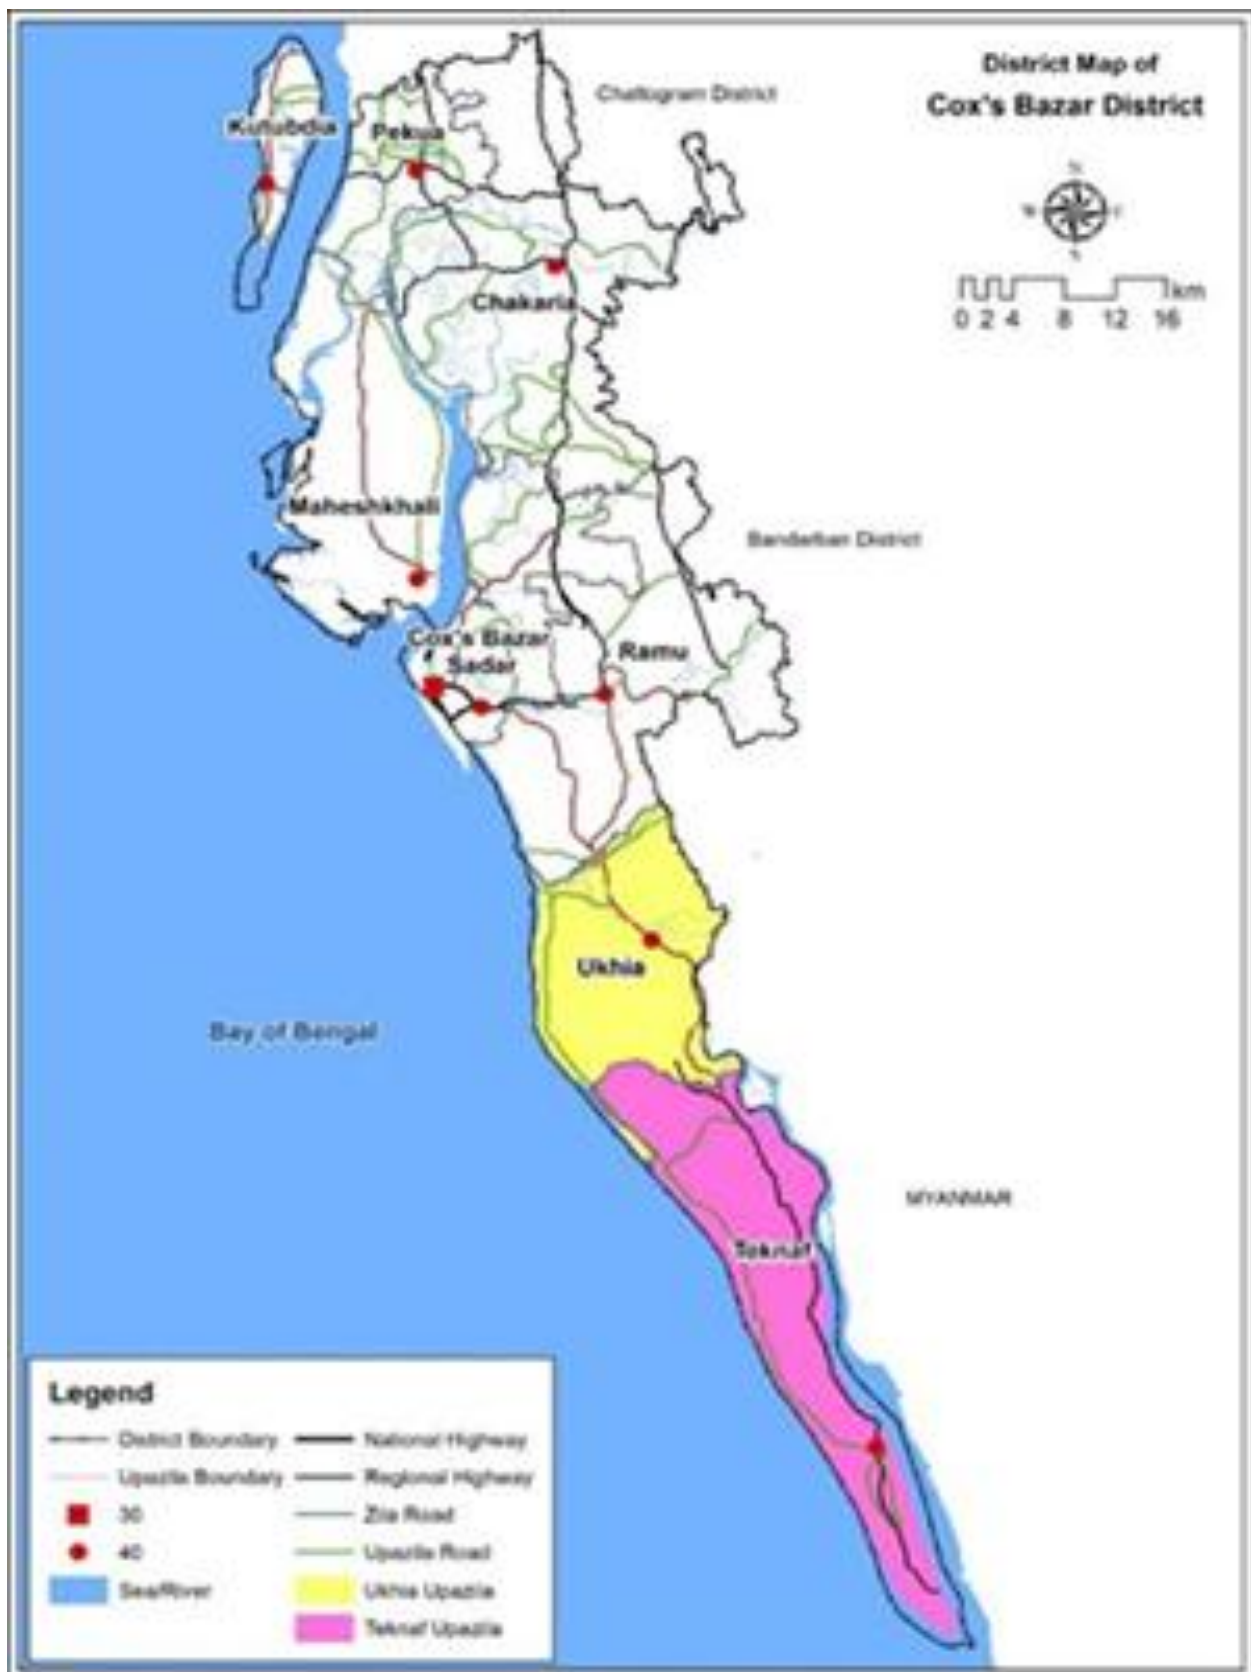 District Map of
Cox's Bazar District
Chattogram District
Kutubdia
Pekua
N
W E
S
km
0 2 4 8 12 16
Chakaria
Maheshkhali
Bandarban District
Cox's Bazar
Sadar
Ramu
Ukhia
Bay of Bengal
MYANMAR
Teknaf
Legend
District Boundary
National Highway
Upazila Boundary
Regional Highway
30
Zila Road
40
Upazila Road
Sea/River
Ukhia Upazila
Teknaf Upazila